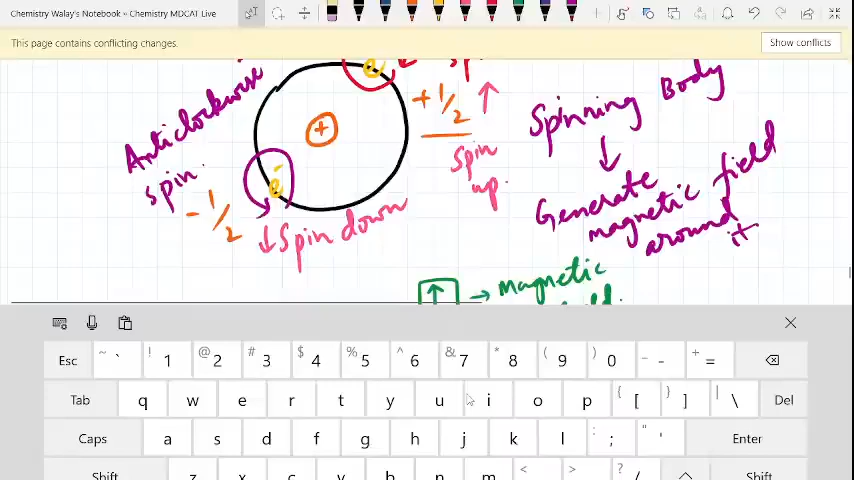 Chemistry Walay's Notebook » Chemistry MDCAT Live
This page contains conflicting changes.
Show conflicts
e
+1/2 ↑
Spin
up.
+
Anticlockwise
spin.
-1/2
e-
↓ Spin down
Spinning Body
↓
Generate
magnetic field
around
it
↑ → Magnetic
Esc ~ ` ! 1 @ 2 # 3 $ 4 % 5 ^ 6 & 7 * 8 ( 9 ) 0 _ - + =
Tab q w e r t y u i o p { [ } ] | \ Del
Caps a s d f g h j k l : ; " ' Enter
Shift z x c v b n m < > ? / Shift